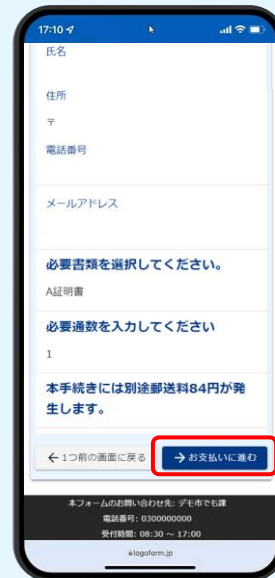 17:10
氏名
住所
〒
電話番号
メールアドレス
必要書類を選択してください。
A証明書
必要通数を入力してください
1
本手続きには別途郵送料84円が発
生します。
←1つ前の画面に戻る
→お支払いに進む
本フォームのお問い合わせ先: デモ市でも課
電話番号: 0300000000
受付時間: 08:30 ~ 17:00
logoform.jp